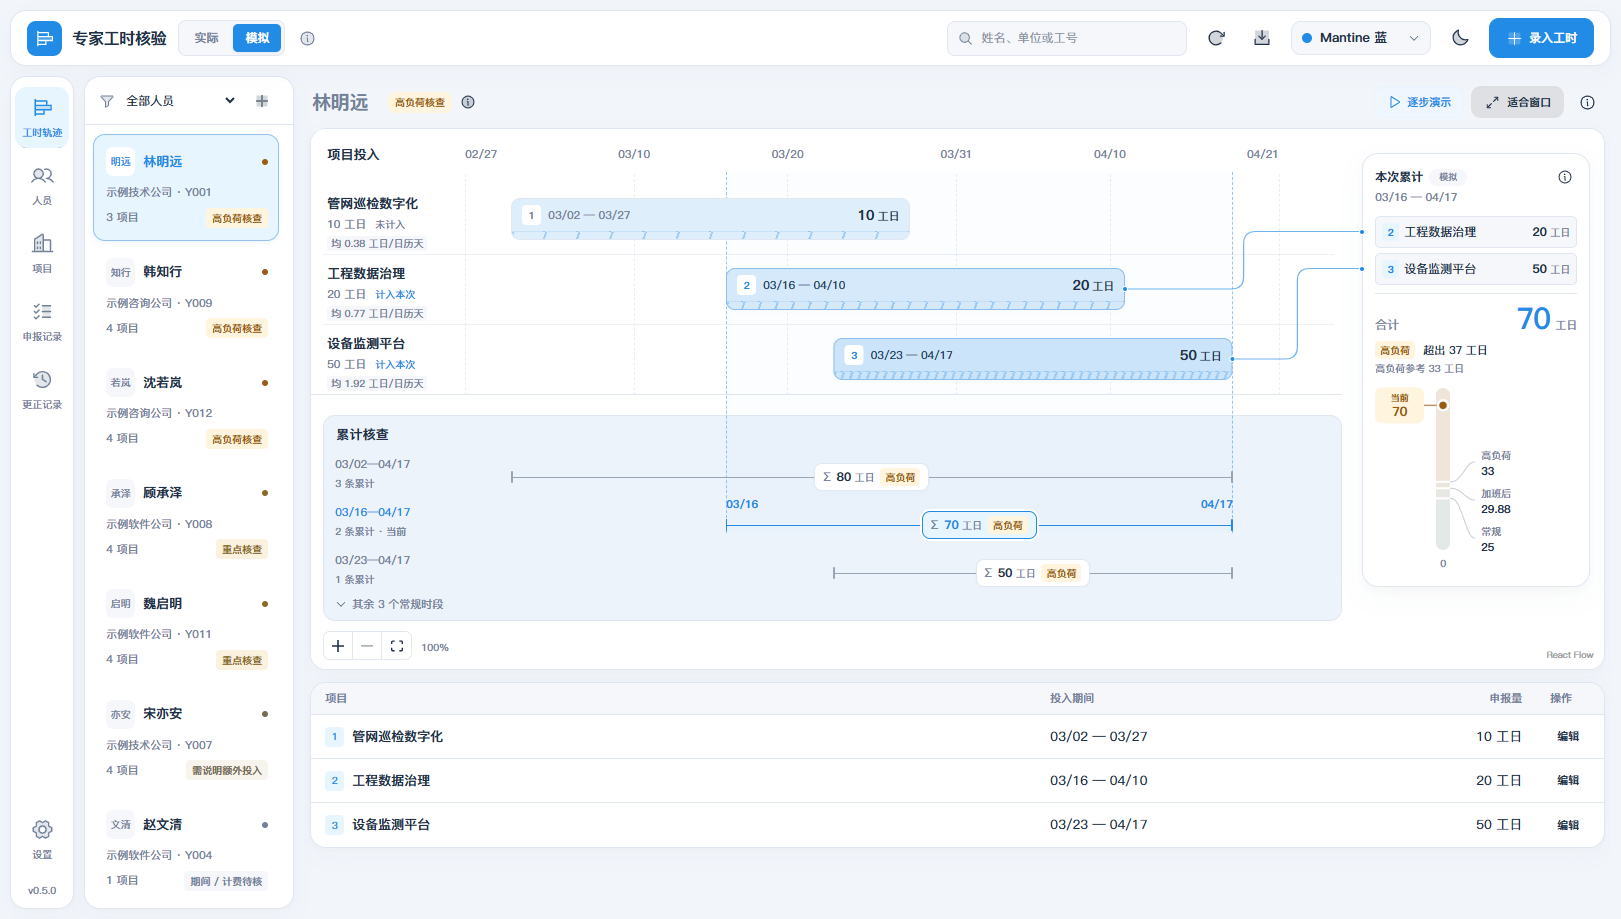 专家工时核验
实际
模拟
姓名、单位或工号
Mantine 蓝
录入工时
工时轨迹
人员
项目
申报记录
更正记录
设置
v0.5.0
全部人员
明远
林明远
示例技术公司 · Y001
3 项目
高负荷核查
知行
韩知行
示例咨询公司 · Y009
4 项目
高负荷核查
若岚
沈若岚
示例咨询公司 · Y012
4 项目
高负荷核查
承泽
顾承泽
示例软件公司 · Y008
4 项目
重点核查
启明
魏启明
示例软件公司 · Y011
4 项目
重点核查
亦安
宋亦安
示例技术公司 · Y007
4 项目
需说明额外投入
文清
赵文清
示例软件公司 · Y004
1 项目
期间 / 计费待核
林明远
高负荷核查
逐步演示
适合窗口
项目投入
02/27
03/10
03/20
03/31
04/10
04/21
管网巡检数字化
10 工日 未计入
均 0.38 工日/日历天
1 03/02 — 03/27
10 工日
工程数据治理
20 工日 计入本次
均 0.77 工日/日历天
2 03/16 — 04/10
20 工日
设备监测平台
50 工日 计入本次
均 1.92 工日/日历天
3 03/23 — 04/17
50 工日
累计核查
03/02—04/17
3 条累计
Σ 80 工日 高负荷
03/16—04/17
2 条累计 · 当前
03/16
04/17
Σ 70 工日 高负荷
03/23—04/17
1 条累计
Σ 50 工日 高负荷
其余 3 个常规时段
100%
React Flow
本次累计 模拟
03/16 — 04/17
2 工程数据治理 20 工日
3 设备监测平台 50 工日
合计
70 工日
高负荷 超出 37 工日
高负荷参考 33 工日
当前
70
高负荷
33
加班后
29.88
常规
25
0
项目
投入期间
申报量
操作
1 管网巡检数字化 03/02 — 03/27 10 工日 编辑
2 工程数据治理 03/16 — 04/10 20 工日 编辑
3 设备监测平台 03/23 — 04/17 50 工日 编辑